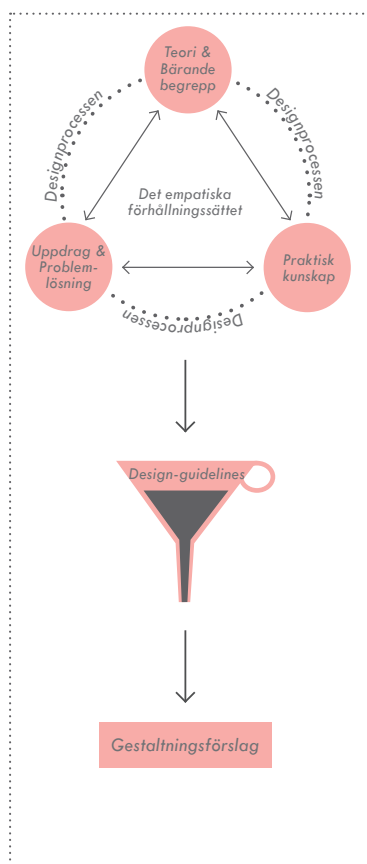 Teori &
Bärande
begrepp
Designprocessen
Designprocessen
Det empatiska
förhållningssättet
Uppdrag &
Problem-
lösning
Praktisk
kunskap
Designprocessen
Design-guidelines
Gestaltningsförslag